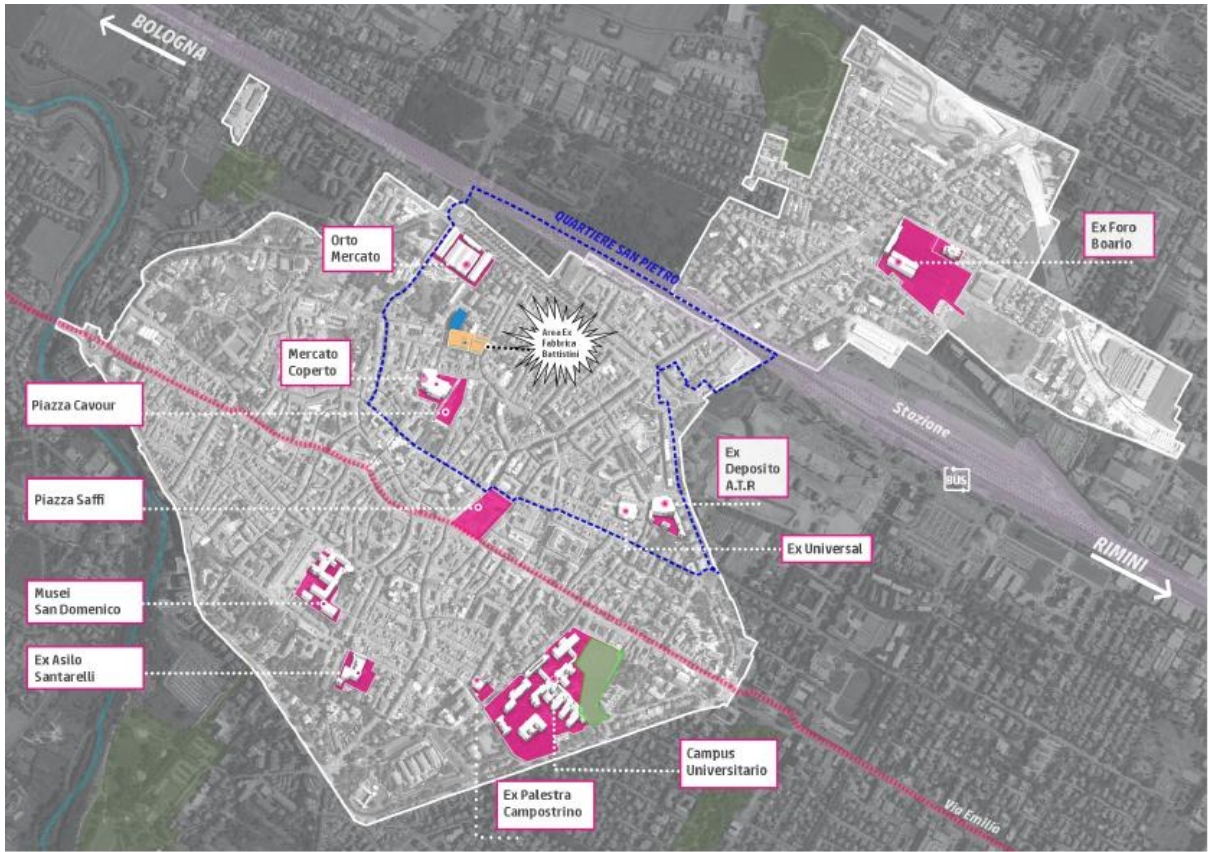 BOLOGNA
QUARTIERE SAN PIETRO
Orto
Mercato
Ex Foro
Boario
Area Ex
Fabbrica
Battistini
Mercato
Coperto
Piazza Cavour
Stazione
Ex
Deposito
A.T.R
BUS
Piazza Saffi
Ex Universal
RIMINI
Musei
San Domenico
Ex Asilo
Santarelli
Campus
Universitario
Ex Palestra
Campostrino
Via Emilia